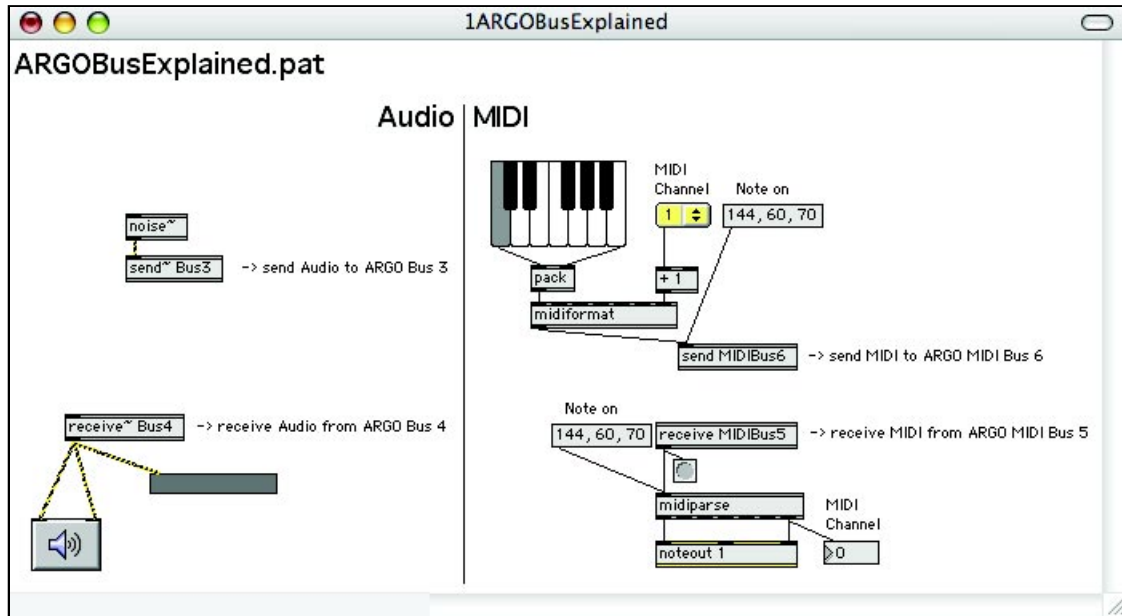 1ARGOBusExplained
ARGOBusExplained.pat
Audio
noise~
send~ Bus3
-> send Audio to ARGO Bus 3
receive~ Bus4
-> receive Audio from ARGO Bus 4
MIDI
MIDI
Channel
Note on
1
144, 60, 70
pack
+ 1
midiformat
send MIDIBus6
-> send MIDI to ARGO MIDI Bus 6
Note on
144, 60, 70
receive MIDIBus5
-> receive MIDI from ARGO MIDI Bus 5
midiparse
MIDI
Channel
noteout 1
0